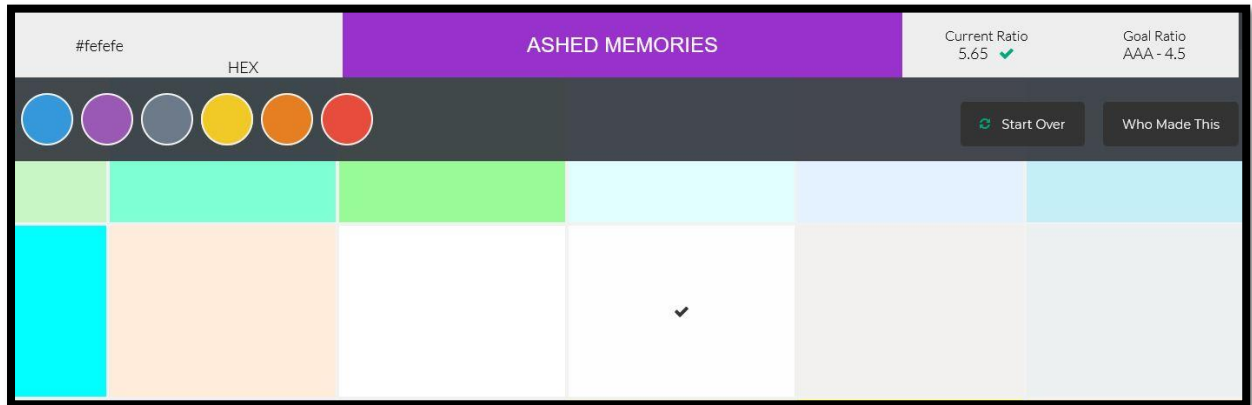 #fefefe
HEX
ASHED MEMORIES
Current Ratio
5.65
Goal Ratio
AAA - 4.5
Start Over
Who Made This